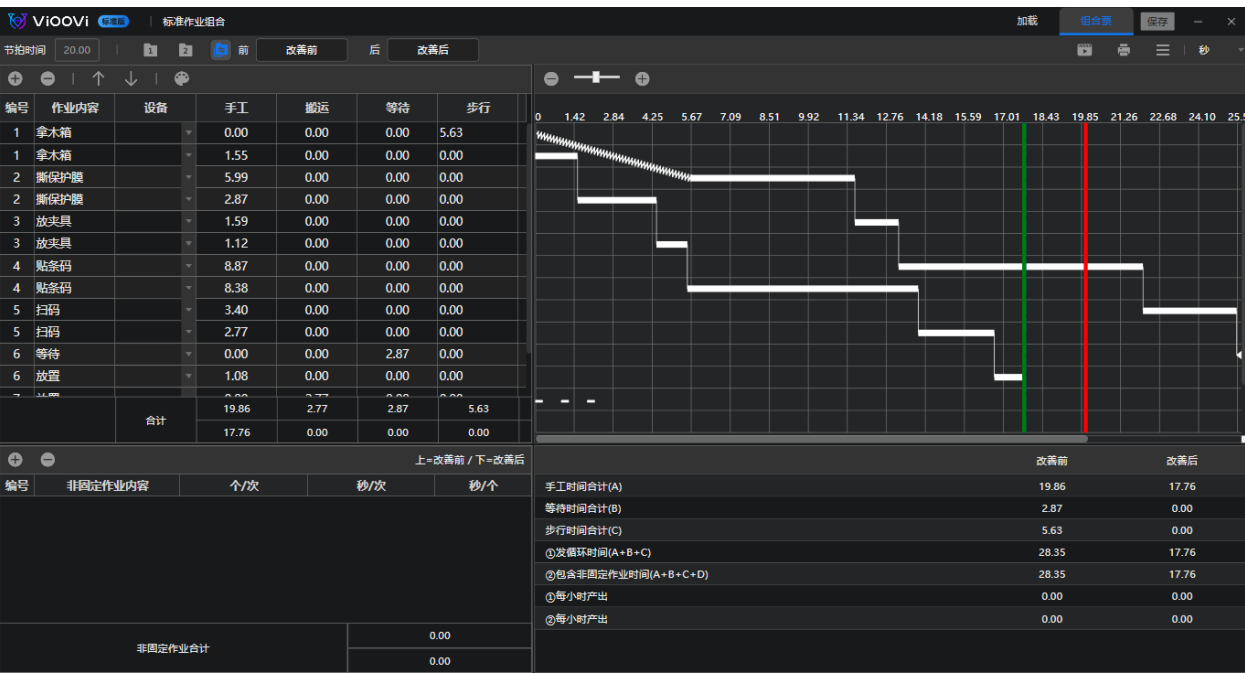 ViOOVi 标准版 标准作业组合 加载 组合票 保存
节拍时间 20.00 1 2 前 改善前 后 改善后 秒
编号 作业内容 设备 手工 搬运 等待 步行
0 1.42 2.84 4.25 5.67 7.09 8.51 9.92 11.34 12.76 14.18 15.59 17.01 18.43 19.85 21.26 22.68 24.10 25.5
1 拿木箱 0.00 0.00 0.00 5.63
1 拿木箱 1.55 0.00 0.00 0.00
2 撕保护膜 5.99 0.00 0.00 0.00
2 撕保护膜 2.87 0.00 0.00 0.00
3 放夹具 1.59 0.00 0.00 0.00
3 放夹具 1.12 0.00 0.00 0.00
4 贴条码 8.87 0.00 0.00 0.00
4 贴条码 8.38 0.00 0.00 0.00
5 扫码 3.40 0.00 0.00 0.00
5 扫码 2.77 0.00 0.00 0.00
6 等待 0.00 0.00 2.87 0.00
6 放置 1.08 0.00 0.00 0.00
合计
19.86 2.77 2.87 5.63
17.76 0.00 0.00 0.00
上=改善前 / 下=改善后
编号 非固定作业内容 个/次 秒/次 秒/个
非固定作业合计
0.00
0.00
改善前 改善后
手工时间合计(A) 19.86 17.76
等待时间合计(B) 2.87 0.00
步行时间合计(C) 5.63 0.00
①发循环时间(A+B+C) 28.35 17.76
②包含非固定作业时间(A+B+C+D) 28.35 17.76
①每小时产出 0.00 0.00
②每小时产出 0.00 0.00